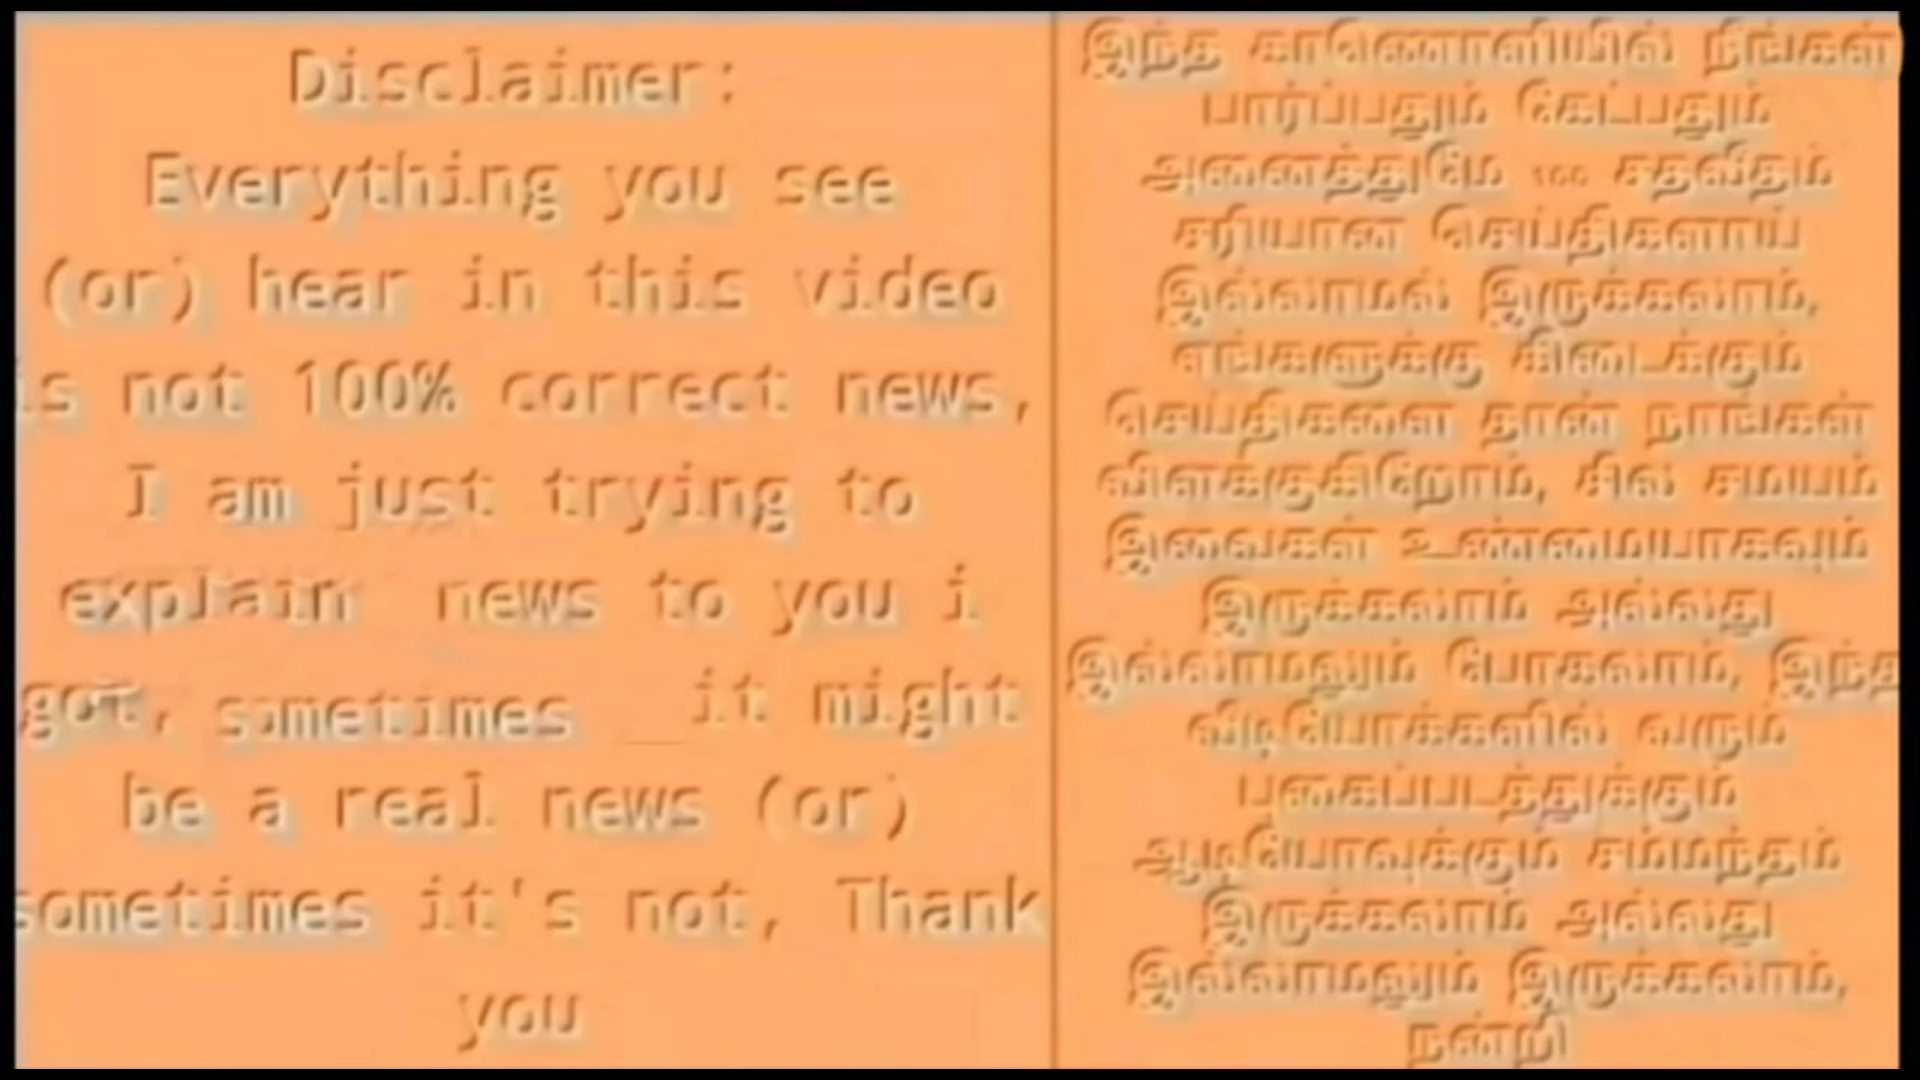 Disclaimer:
Everything you see
(or) hear in this video
is not 100% correct news,
I am just trying to
explain news to you i
got, sometimes _it might
be a real news (or)
sometimes it's not, Thank
you
இந்த காணொளியில் நீங்கள்
பார்ப்பதும் கேட்பதும்
அனைத்துமே 100 சதவீதம்
சரியான செய்திகளாய்
இல்லாமல் இருக்கலாம்,
எங்களுக்கு கிடைக்கும்
செய்திகளை தான் நாங்கள்
விளக்குகிறோம், சில சமயம்
இவைகள் உண்மையாகவும்
இருக்கலாம் அல்லது
இல்லாமலும் போகலாம், இந்த
வீடியோக்களில் வரும்
புகைப்படத்துக்கும்
ஆடியோவுக்கும் சம்மந்தம்
இருக்கலாம் அல்லது
இல்லாமலும் இருக்கலாம்,
நன்றி